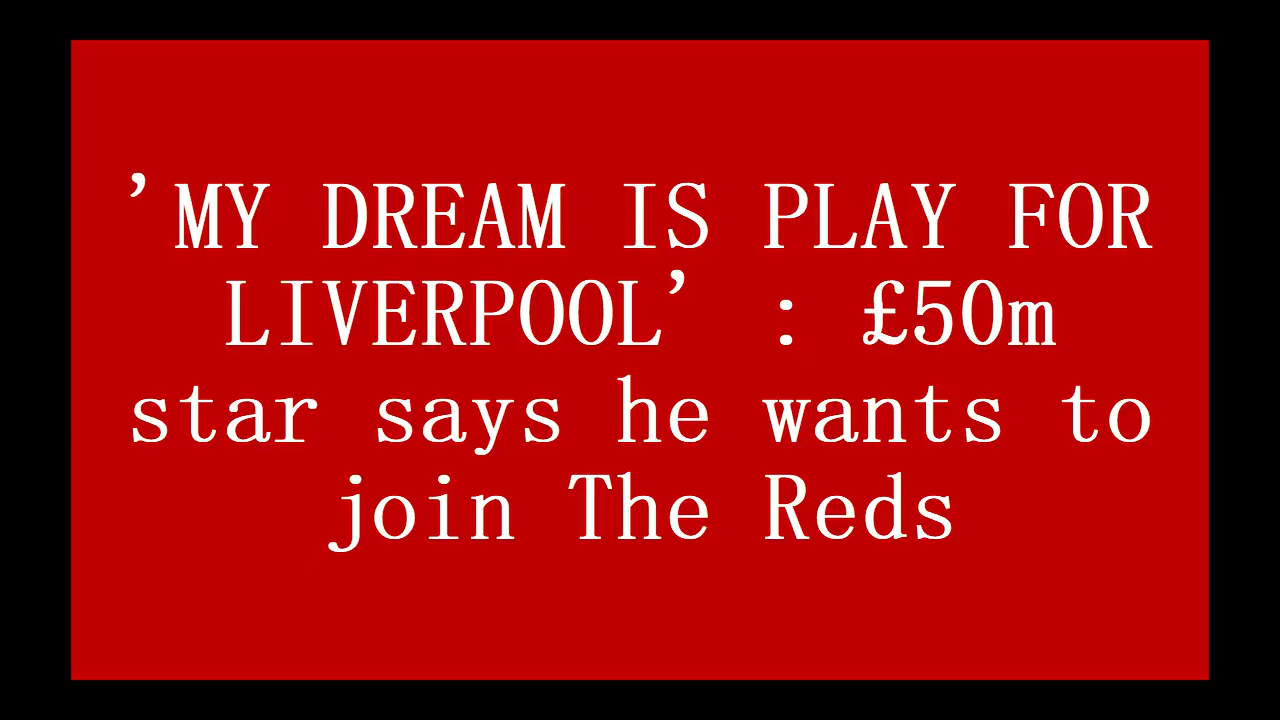 ’MY DREAM IS PLAY FOR
LIVERPOOL’ : £50m
star says he wants to
join The Reds